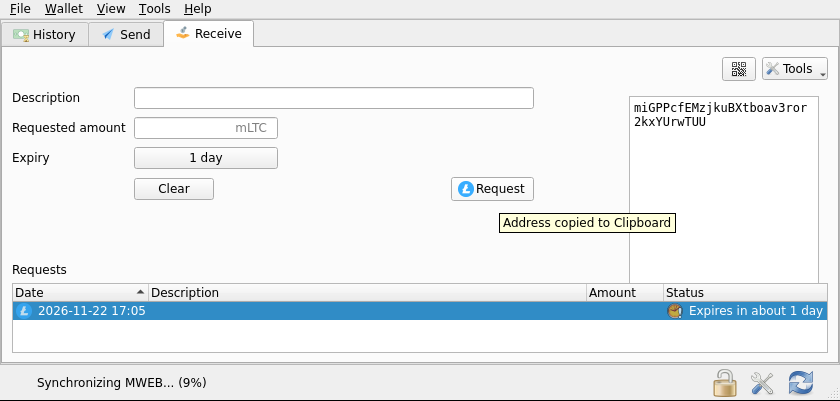 File Wallet View Tools Help
History Send Receive
Tools
Description
Requested amount mLTC
Expiry 1 day
Clear Request
miGPPcfEMzjkuBXtboav3ror
2kxYUrwTUU
Address copied to Clipboard
Requests
Date Description Amount Status
2026-11-22 17:05 Expires in about 1 day
Synchronizing MWEB... (9%)